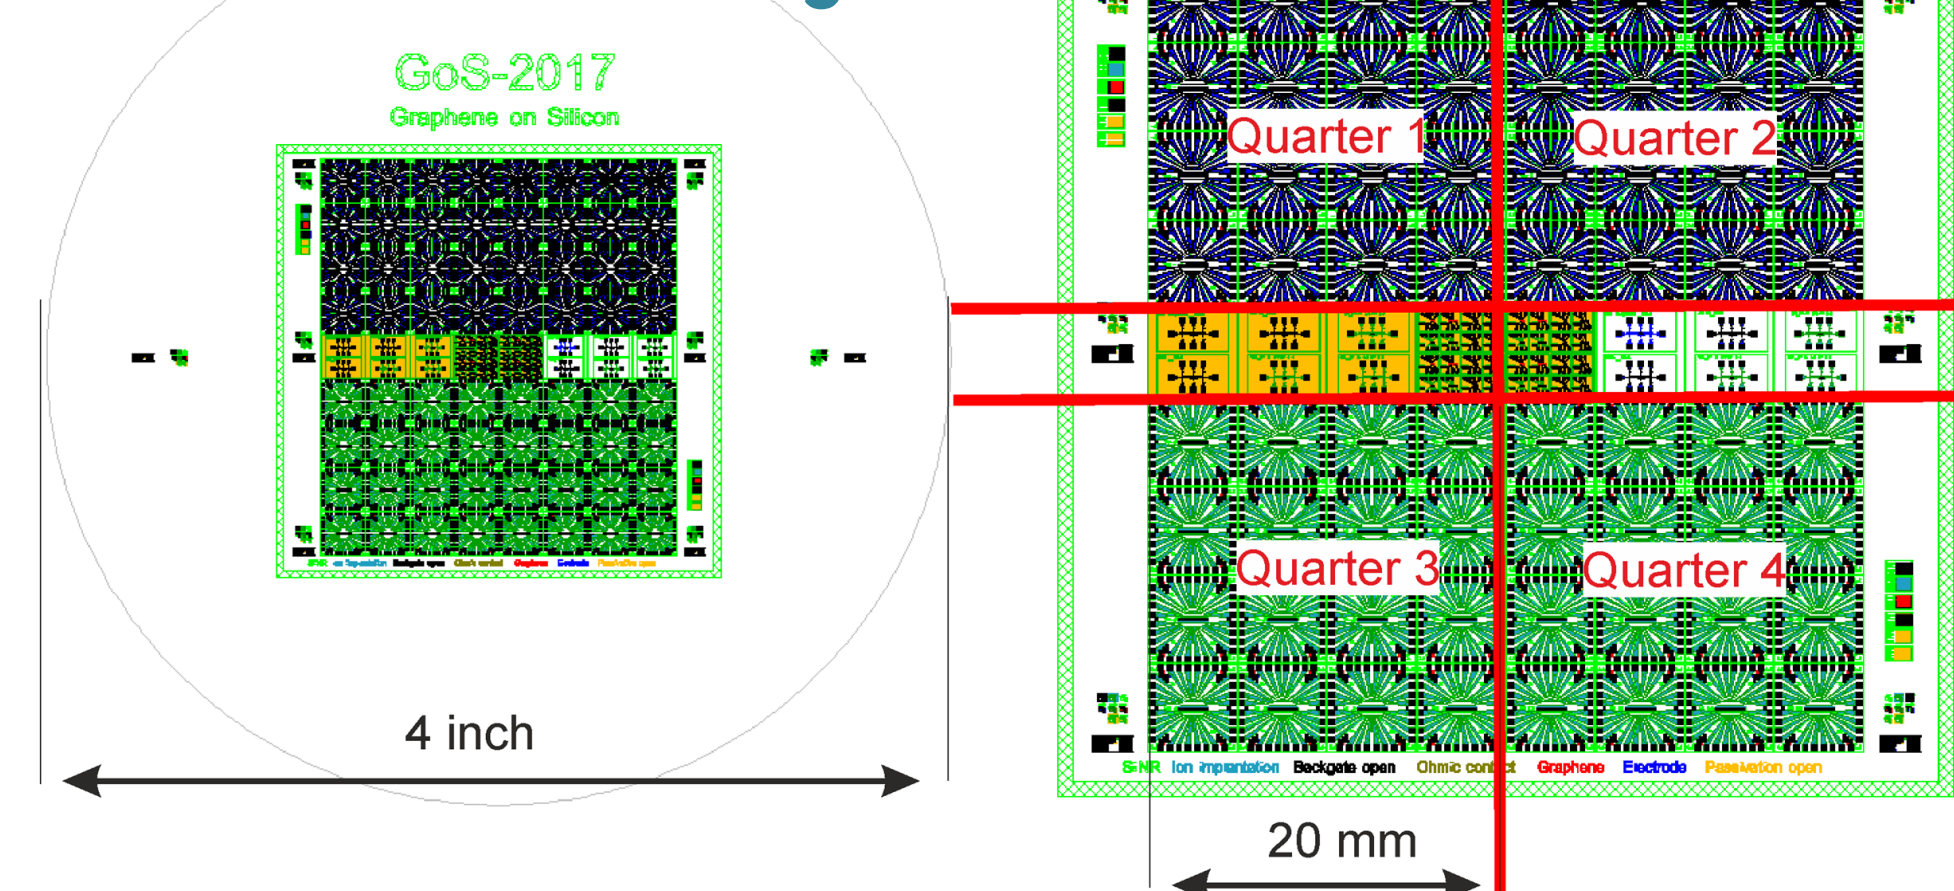 GoS-2017
Graphene on Silicon
4 inch
Quarter 1
Quarter 2
Quarter 3
Quarter 4
SiNR Ion implantation Backgate open Ohmic contact Graphene Electrode Passivation open
20 mm